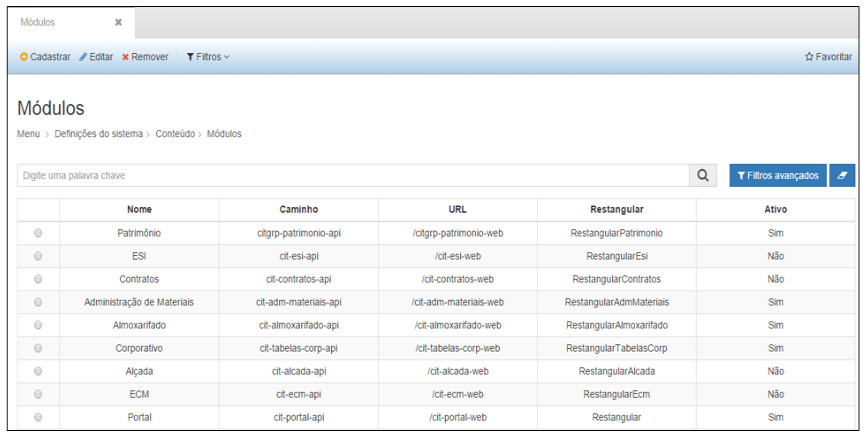 Módulos
Cadastrar Editar Remover Filtros Favoritar
Módulos
Menu > Definições do sistema > Conteúdo > Módulos
Digite uma palavra chave Filtros avançados
Nome Caminho URL Restangular Ativo
Patrimônio citgrp-patrimonio-api /citgrp-patrimonio-web RestangularPatrimonio Sim
ESI cit-esi-api /cit-esi-web RestangularEsi Não
Contratos cit-contratos-api /cit-contratos-web RestangularContratos Não
Administração de Materiais cit-adm-materiais-api /cit-adm-materiais-web RestangularAdmMateriais Sim
Almoxarifado cit-almoxarifado-api /cit-almoxarifado-web RestangularAlmoxarifado Sim
Corporativo cit-tabelas-corp-api /cit-tabelas-corp-web RestangularTabelasCorp Sim
Alçada cit-alcada-api /cit-alcada-web RestangularAlcada Não
ECM cit-ecm-api /cit-ecm-web RestangularEcm Não
Portal cit-portal-api /cit-portal-web Restangular Sim